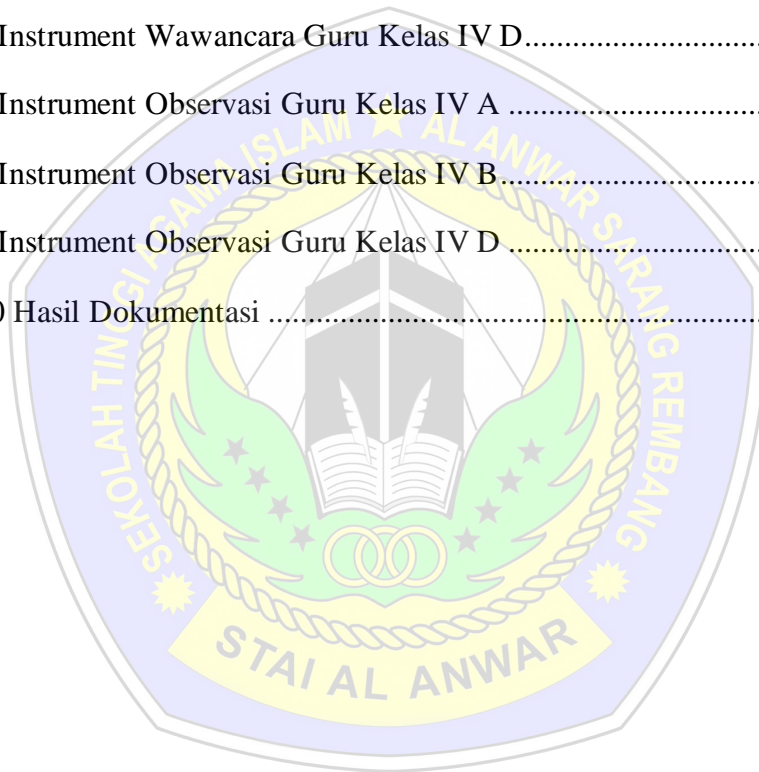 Instrument Wawancara Guru Kelas IV D..............................
Instrument Observasi Guru Kelas IV A ................................
Instrument Observasi Guru Kelas IV B.................................
Instrument Observasi Guru Kelas IV D ................................
0 Hasil Dokumentasi ..............................................................
SEKOLAH TINGGI AGAMA ISLAM AL ANWAR SARANG REMBANG
STAI AL ANWAR